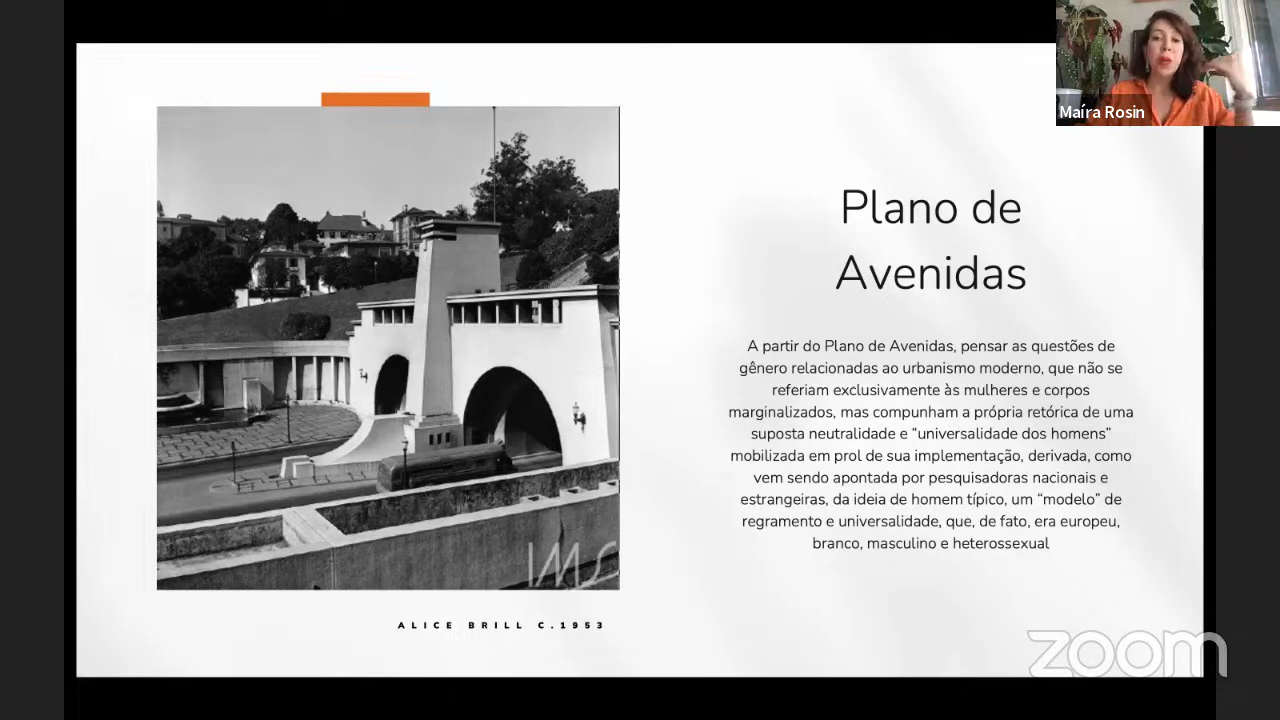 Maíra Rosin
Plano de
Avenidas
A partir do Plano de Avenidas, pensar as questões de
gênero relacionadas ao urbanismo moderno, que não se
referiam exclusivamente às mulheres e corpos
marginalizados, mas compunham a própria retórica de uma
suposta neutralidade e “universalidade dos homens”
mobilizada em prol de sua implementação, derivada, como
vem sendo apontada por pesquisadoras nacionais e
estrangeiras, da ideia de homem típico, um “modelo” de
regramento e universalidade, que, de fato, era europeu,
branco, masculino e heterossexual
IMS
ALICE BRILL C.1953
zoom